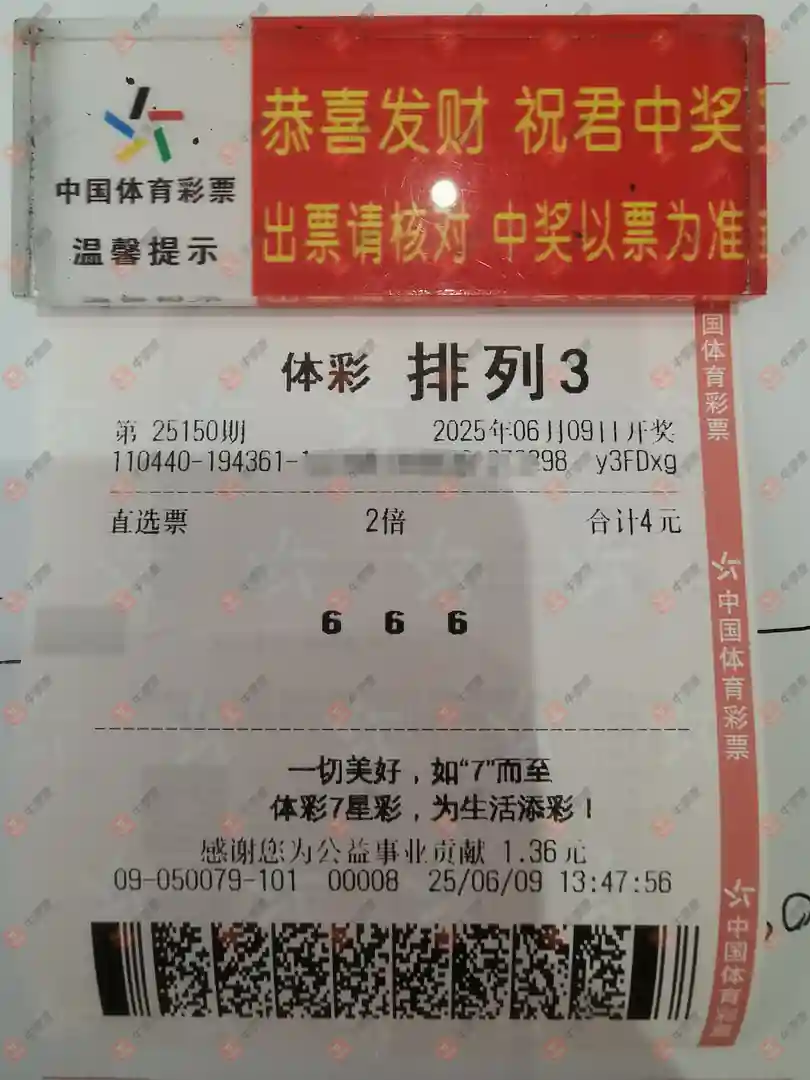 恭喜发财 祝君中奖
中国体育彩票
温馨提示
出票请核对 中奖以票为准
体彩 排列3
第 25150期 2025年06月09日开奖
110440-194361- 298 y3FDxg
直选票 2倍 合计4元
6 6 6
一切美好，如“7”而至
体彩7星彩，为生活添彩！
感谢您为公益事业贡献 1.36元
09-050079-101 00008 25/06/09 13:47:56
国体育彩票
中国体育彩票
中国体育彩票